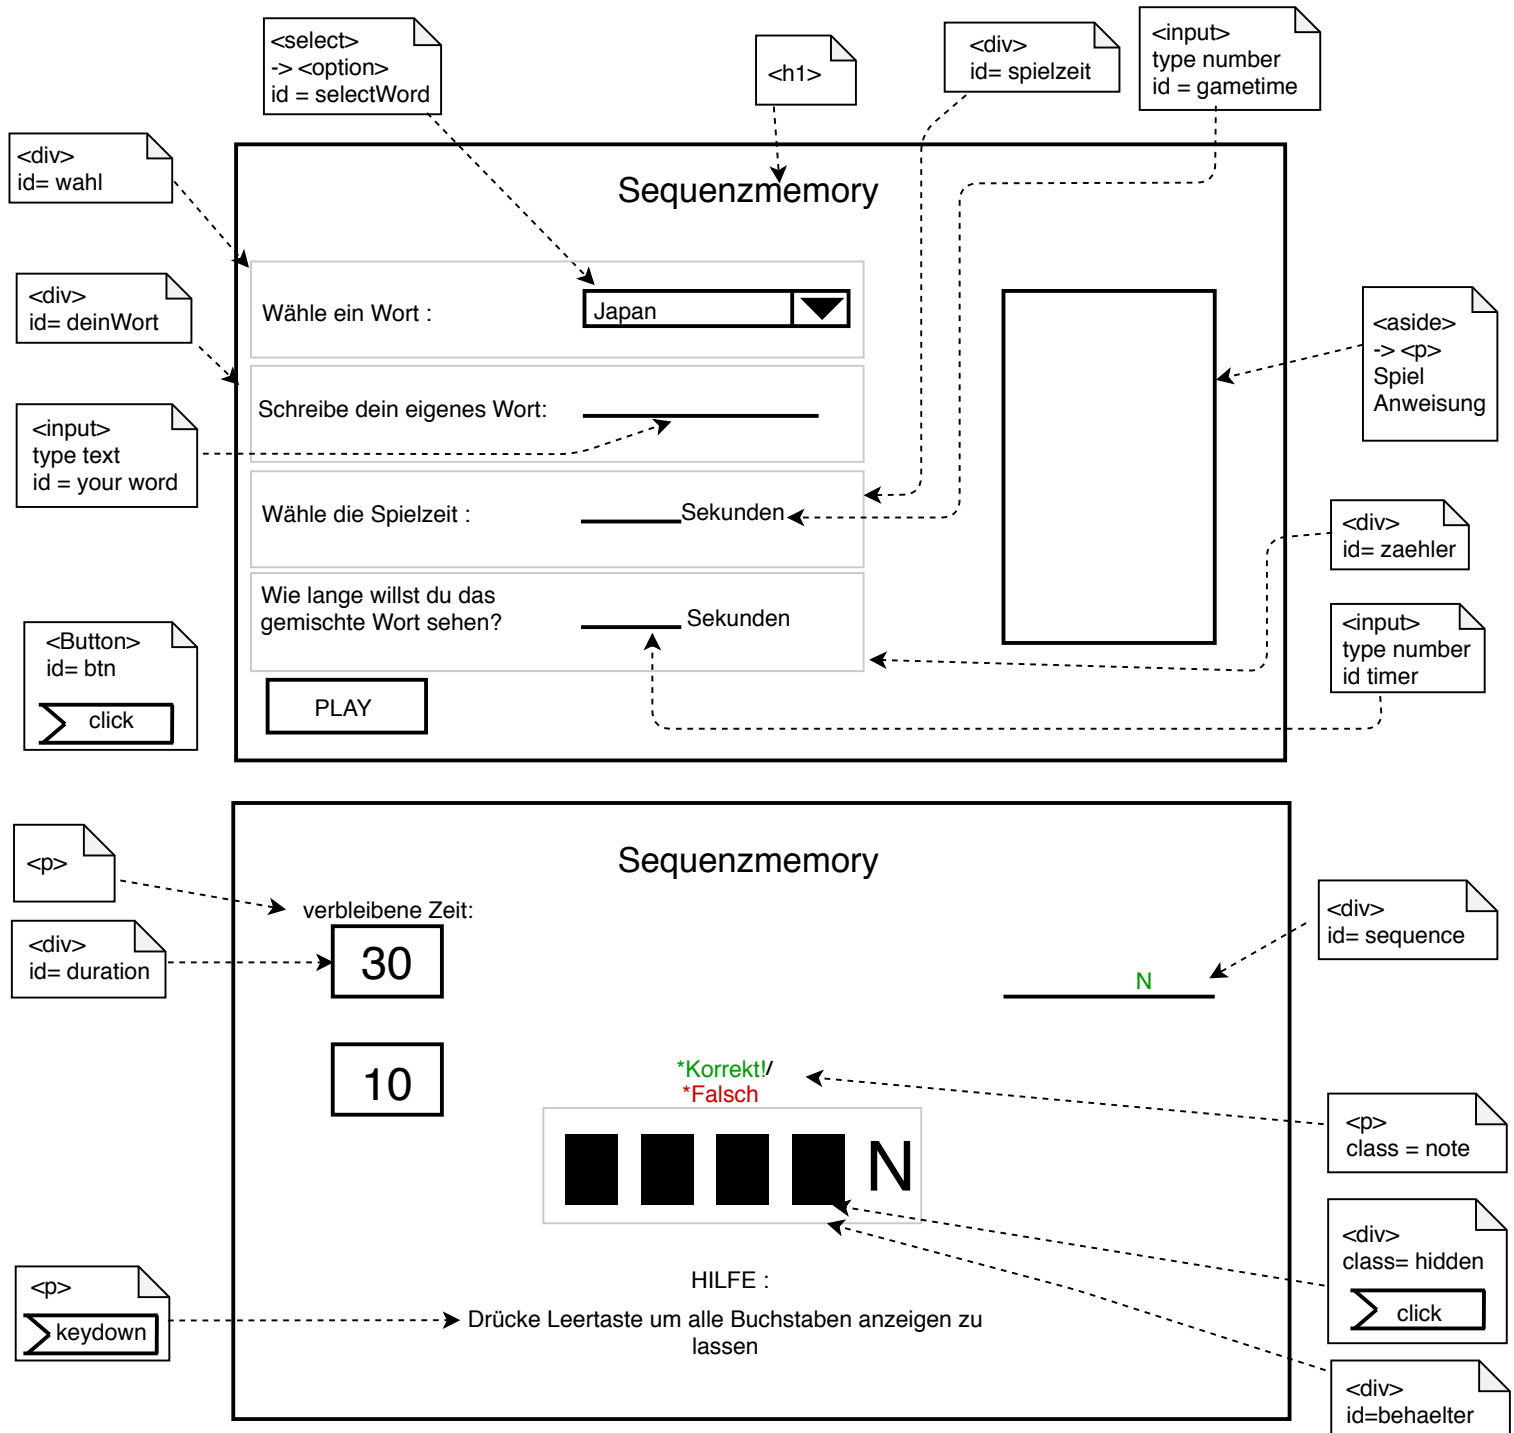 <select>
-> <option>
id = selectWord
<h1>
<div>
id= spielzeit
<input>
type number
id = gametime
<div>
id= wahl
Sequenzmemory
<div>
id= deinWort
Wähle ein Wort :
Japan
<aside>
-> <p>
Spiel
Anweisung
<input>
type text
id = your word
Schreibe dein eigenes Wort:
Wähle die Spielzeit :
Sekunden
<div>
id= zaehler
Wie lange willst du das
gemischte Wort sehen?
Sekunden
<input>
type number
id timer
<Button>
id= btn
click
PLAY
<p>
Sequenzmemory
verbleibene Zeit:
<div>
id= duration
30
<div>
id= sequence
N
10
*Korrekt!/
*Falsch
<p>
class = note
N
<div>
class= hidden
click
<p>
keydown
HILFE :
Drücke Leertaste um alle Buchstaben anzeigen zu
lassen
<div>
id=behaelter